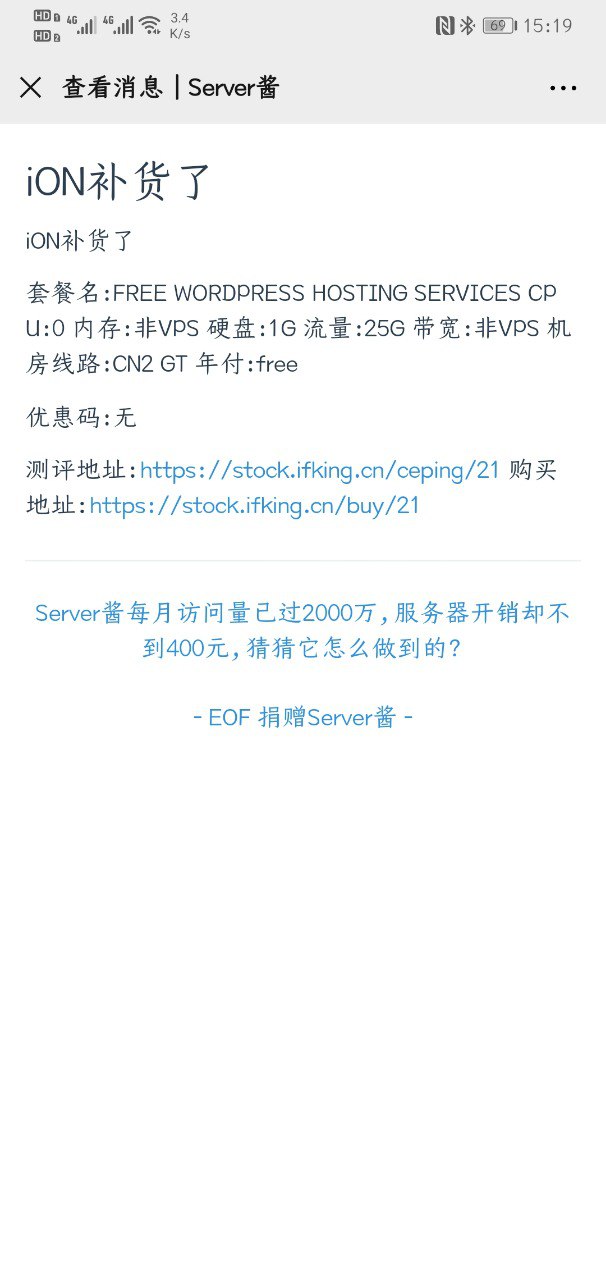 HD 1 4G 4G 3.4 K/s 69 15:19
HD 2
查看消息 | Server酱
iON补货了
iON补货了
套餐名:FREE WORDPRESS HOSTING SERVICES CP
U:0 内存:非VPS 硬盘:1G 流量:25G 带宽:非VPS 机
房线路:CN2 GT 年付:free
优惠码:无
测评地址:https://stock.ifking.cn/ceping/21 购买
地址:https://stock.ifking.cn/buy/21
Server酱每月访问量已过2000万,服务器开销却不
到400元,猜猜它怎么做到的?
- EOF 捐赠Server酱 -